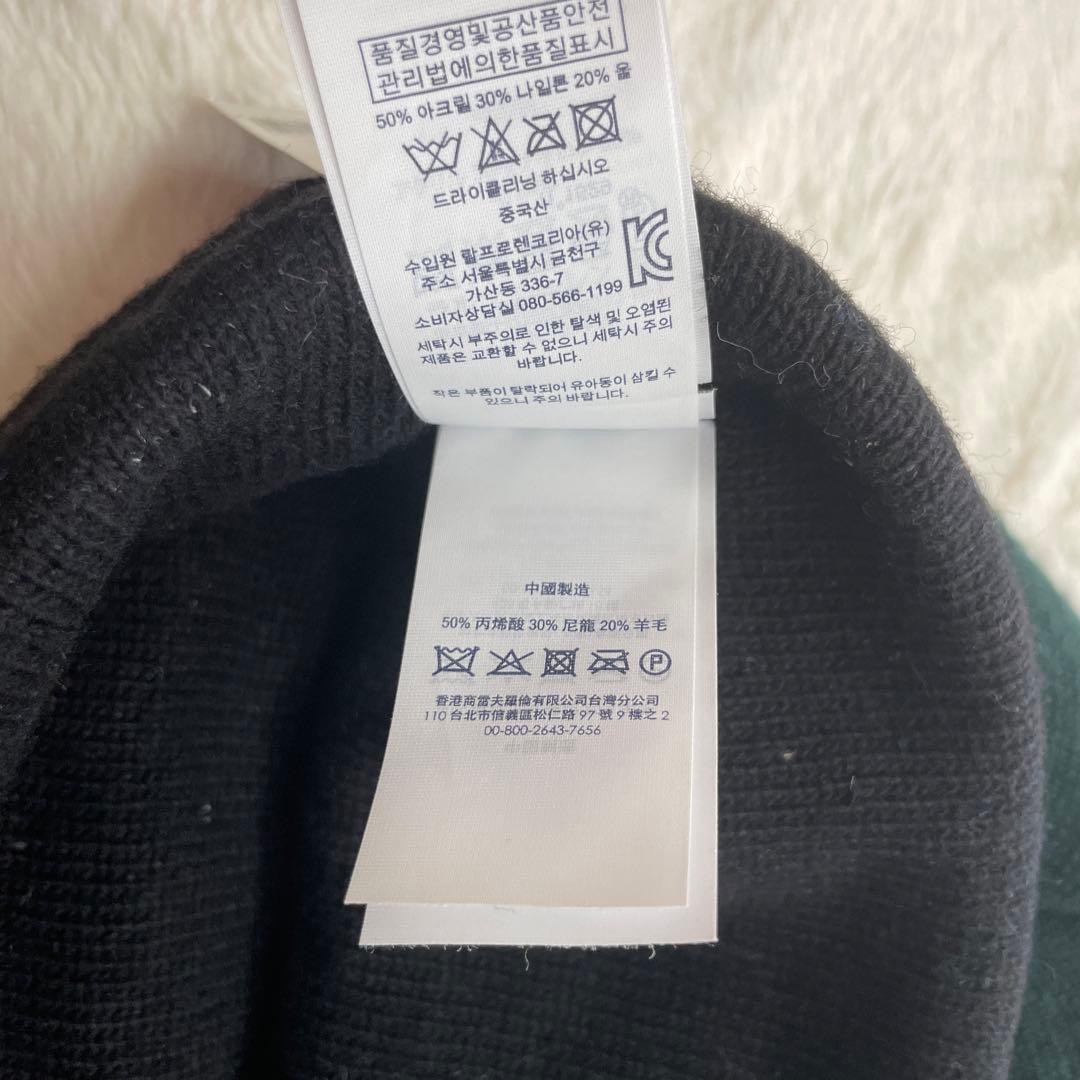 품질경영및공산품안전
관리법에의한품질표시
50% 아크릴 30% 나일론 20% 울
드라이클리닝 하십시오
중국산
수입원 랄프로렌코리아(유)
주소 서울특별시 금천구
가산동 336-7
소비자상담실 080-566-1199
세탁시 부주의로 인한 탈색 및 오염된
제품은 교환할 수 없으니 세탁시 주의
바랍니다.
작은 부품이 탈락되어 유아동이 삼킬 수
있으니 주의 바랍니다.
中國製造
50% 丙烯酸 30% 尼龍 20% 羊毛
P
香港商雷夫羅倫有限公司台灣分公司
110 台北市信義區松仁路 97 號 9 樓之 2
00-800-2643-7656